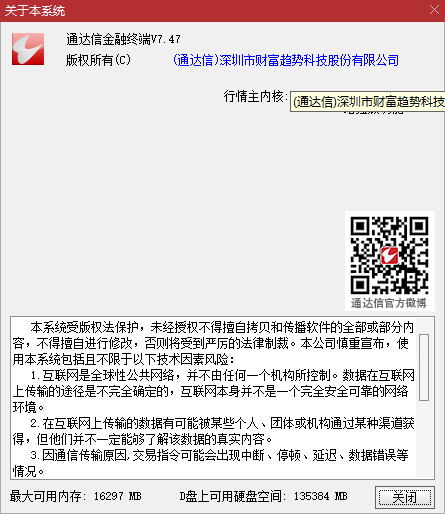 关于本系统
通达信金融终端V7.47
版权所有(C) (通达信)深圳市财富趋势科技股份有限公司
行情主内核:
(通达信)深圳市财富趋势科技
通达信官方微博
本系统受版权法保护，未经授权不得擅自拷贝和传播软件的全部或部分内
容，不得擅自进行修改，否则将受到严厉的法律制裁。本公司慎重宣布，使
用本系统包括且不限于以下技术因素风险：
1.互联网是全球性公共网络，并不由任何一个机构所控制。数据在互联网
上传输的途径是不完全确定的，互联网本身并不是一个完全安全可靠的网络
环境。
2.在互联网上传输的数据有可能被某些个人、团体或机构通过某种渠道获
得，但他们并不一定能够了解该数据的真实内容。
3.因通信传输原因,交易指令可能会出现中断、停顿、延迟、数据错误等
情况。
最大可用内存: 16297 MB D盘上可用硬盘空间: 135384 MB 关闭